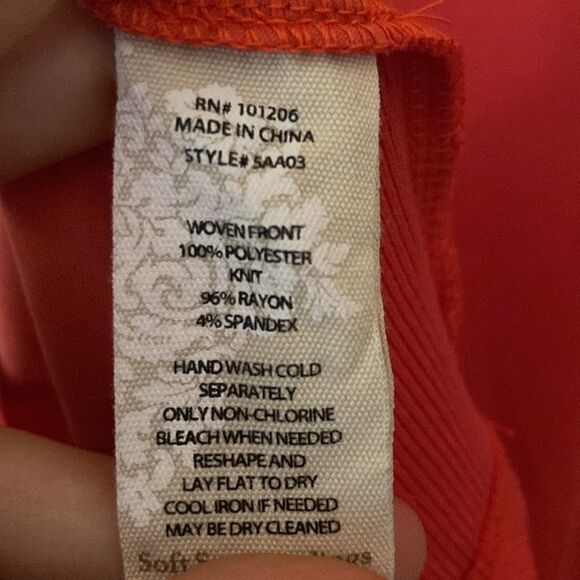 RN# 101206
MADE IN CHINA
STYLE# 5AA03
WOVEN FRONT
100% POLYESTER
KNIT
96% RAYON
4% SPANDEX
HAND WASH COLD
SEPARATELY
ONLY NON-CHLORINE
BLEACH WHEN NEEDED
RESHAPE AND
LAY FLAT TO DRY
COOL IRON IF NEEDED
MAY BE DRY CLEANED
Soft